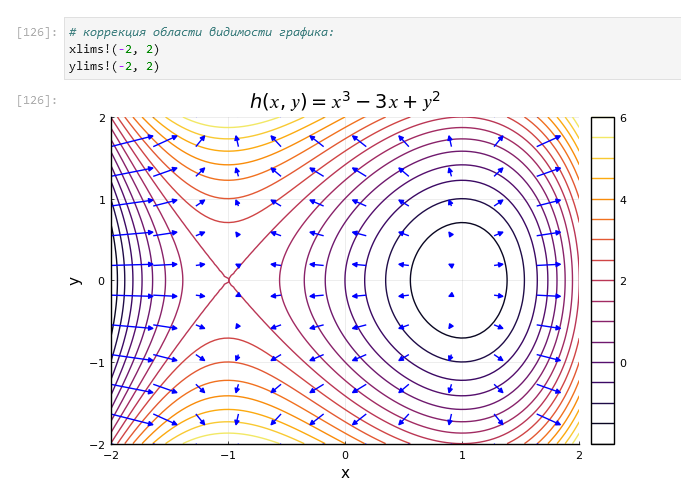 [126]: # коррекция области видимости графика:
xlims!(-2, 2)
ylims!(-2, 2)
[126]: h(x, y) = x³ − 3x + y²
2
1
0
−1
−2
y
−2 −1 0 1 2
x
6
4
2
0